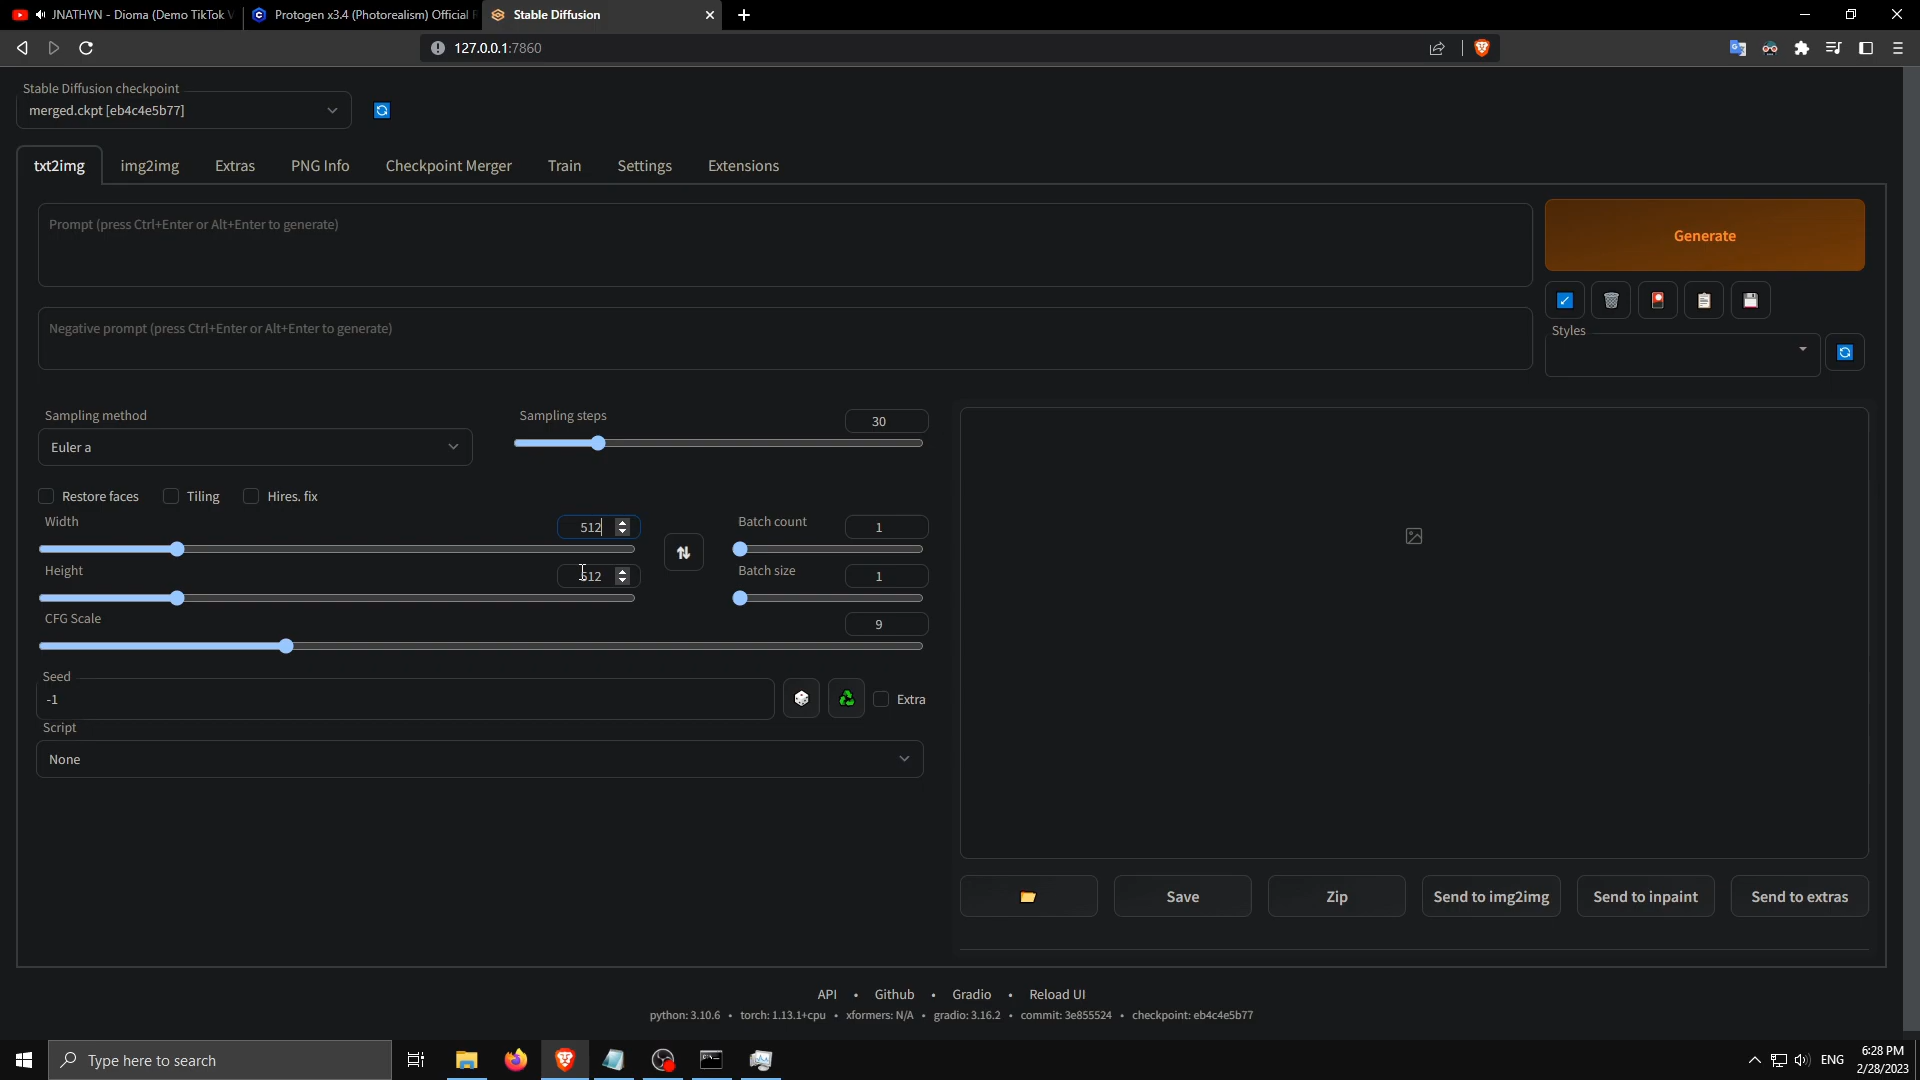 JNATHYN - Dioma (Demo TikTok V
Protogen x3.4 (Photorealism) Official
Stable Diffusion
127.0.0.1:7860
Stable Diffusion checkpoint
merged.ckpt [eb4c4e5b77]
txt2img
img2img
Extras
PNG Info
Checkpoint Merger
Train
Settings
Extensions
Prompt (press Ctrl+Enter or Alt+Enter to generate)
Generate
Negative prompt (press Ctrl+Enter or Alt+Enter to generate)
Styles
Sampling method
Euler a
Sampling steps
30
Restore faces
Tiling
Hires. fix
Width
512
Batch count
1
Height
512
Batch size
1
CFG Scale
9
Seed
-1
Extra
Script
None
Save
Zip
Send to img2img
Send to inpaint
Send to extras
API • Github • Gradio • Reload UI
python: 3.10.6 • torch: 1.13.1+cpu • xformers: N/A • gradio: 3.16.2 • commit: 3e855524 • checkpoint: eb4c4e5b77
Type here to search
ENG
6:28 PM
2/28/2023